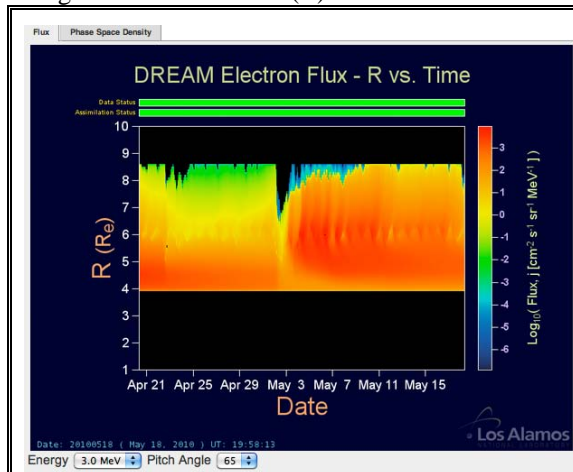 Flux Phase Space Density
DREAM Electron Flux - R vs. Time
Data Status
Assimilation Status
10
9
8
7
6
5
4
3
2
1
R (Re)
3
2
1
0
-1
-2
-3
-4
-5
-6
Log10( Flux, j [cm-2 s-1 sr-1 MeV-1] )
Apr 21 Apr 25 Apr 29 May 3 May 7 May 11 May 15
Date
Los Alamos
Date: 20100518 ( May 18, 2010 ) UT: 19:58:13
Energy 3.0 MeV Pitch Angle 65